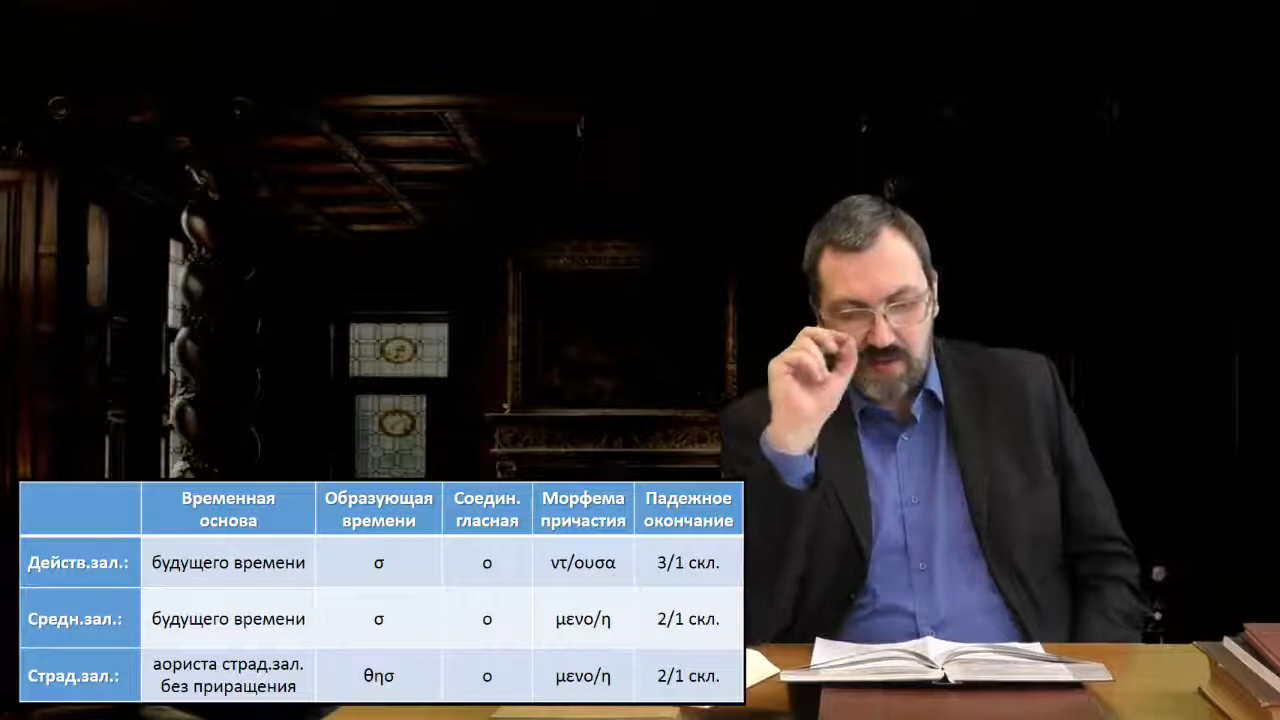 Временная основа
Образующая времени
Соедин. гласная
Морфема причастия
Падежное окончание
Действ.зал.: будущего времени σ ο ντ/ουσα 3/1 скл.
Средн.зал.: будущего времени σ ο μενο/η 2/1 скл.
Страд.зал.: аориста страд.зал. без приращения θησ ο μενο/η 2/1 скл.